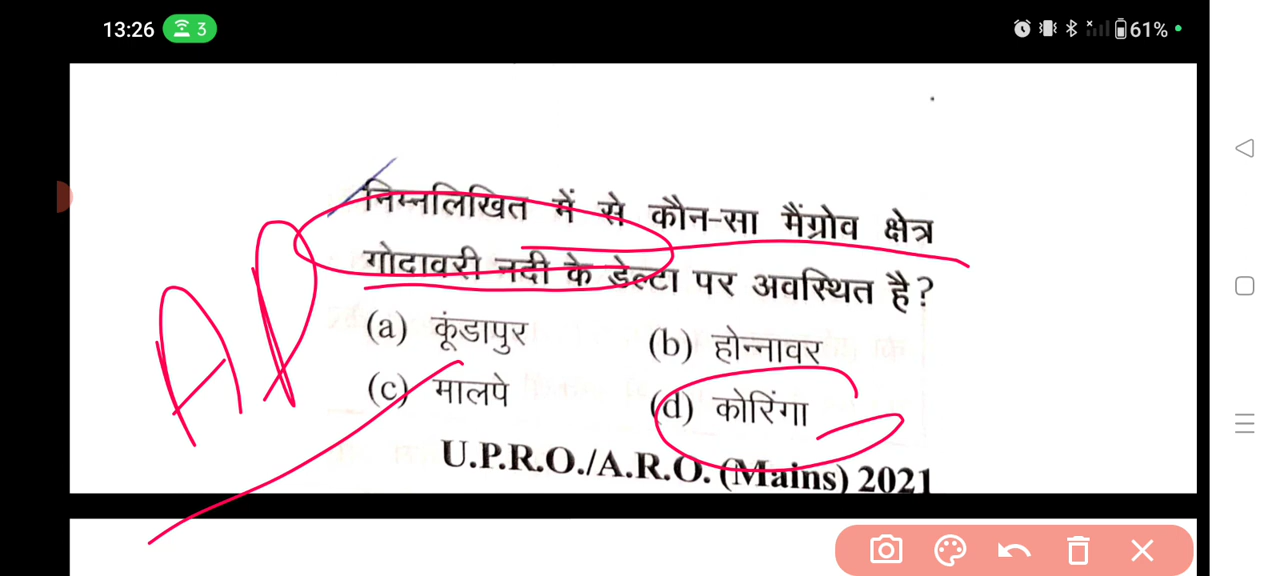 13:26 3 61%
निम्नलिखित में से कौन-सा मैंग्रोव क्षेत्र
गोदावरी नदी के डेल्टा पर अवस्थित है?
(a) कूंडापुर (b) होन्नावर
(c) मालपे (d) कोरिंगा
U.P.R.O./A.R.O. (Mains) 2021
AP